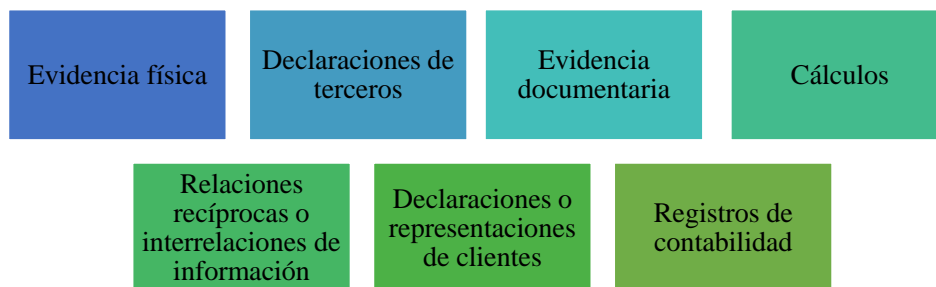 Evidencia física
Declaraciones de
terceros
Evidencia
documentaria
Cálculos
Relaciones
recíprocas o
interrelaciones de
información
Declaraciones o
representaciones
de clientes
Registros de
contabilidad